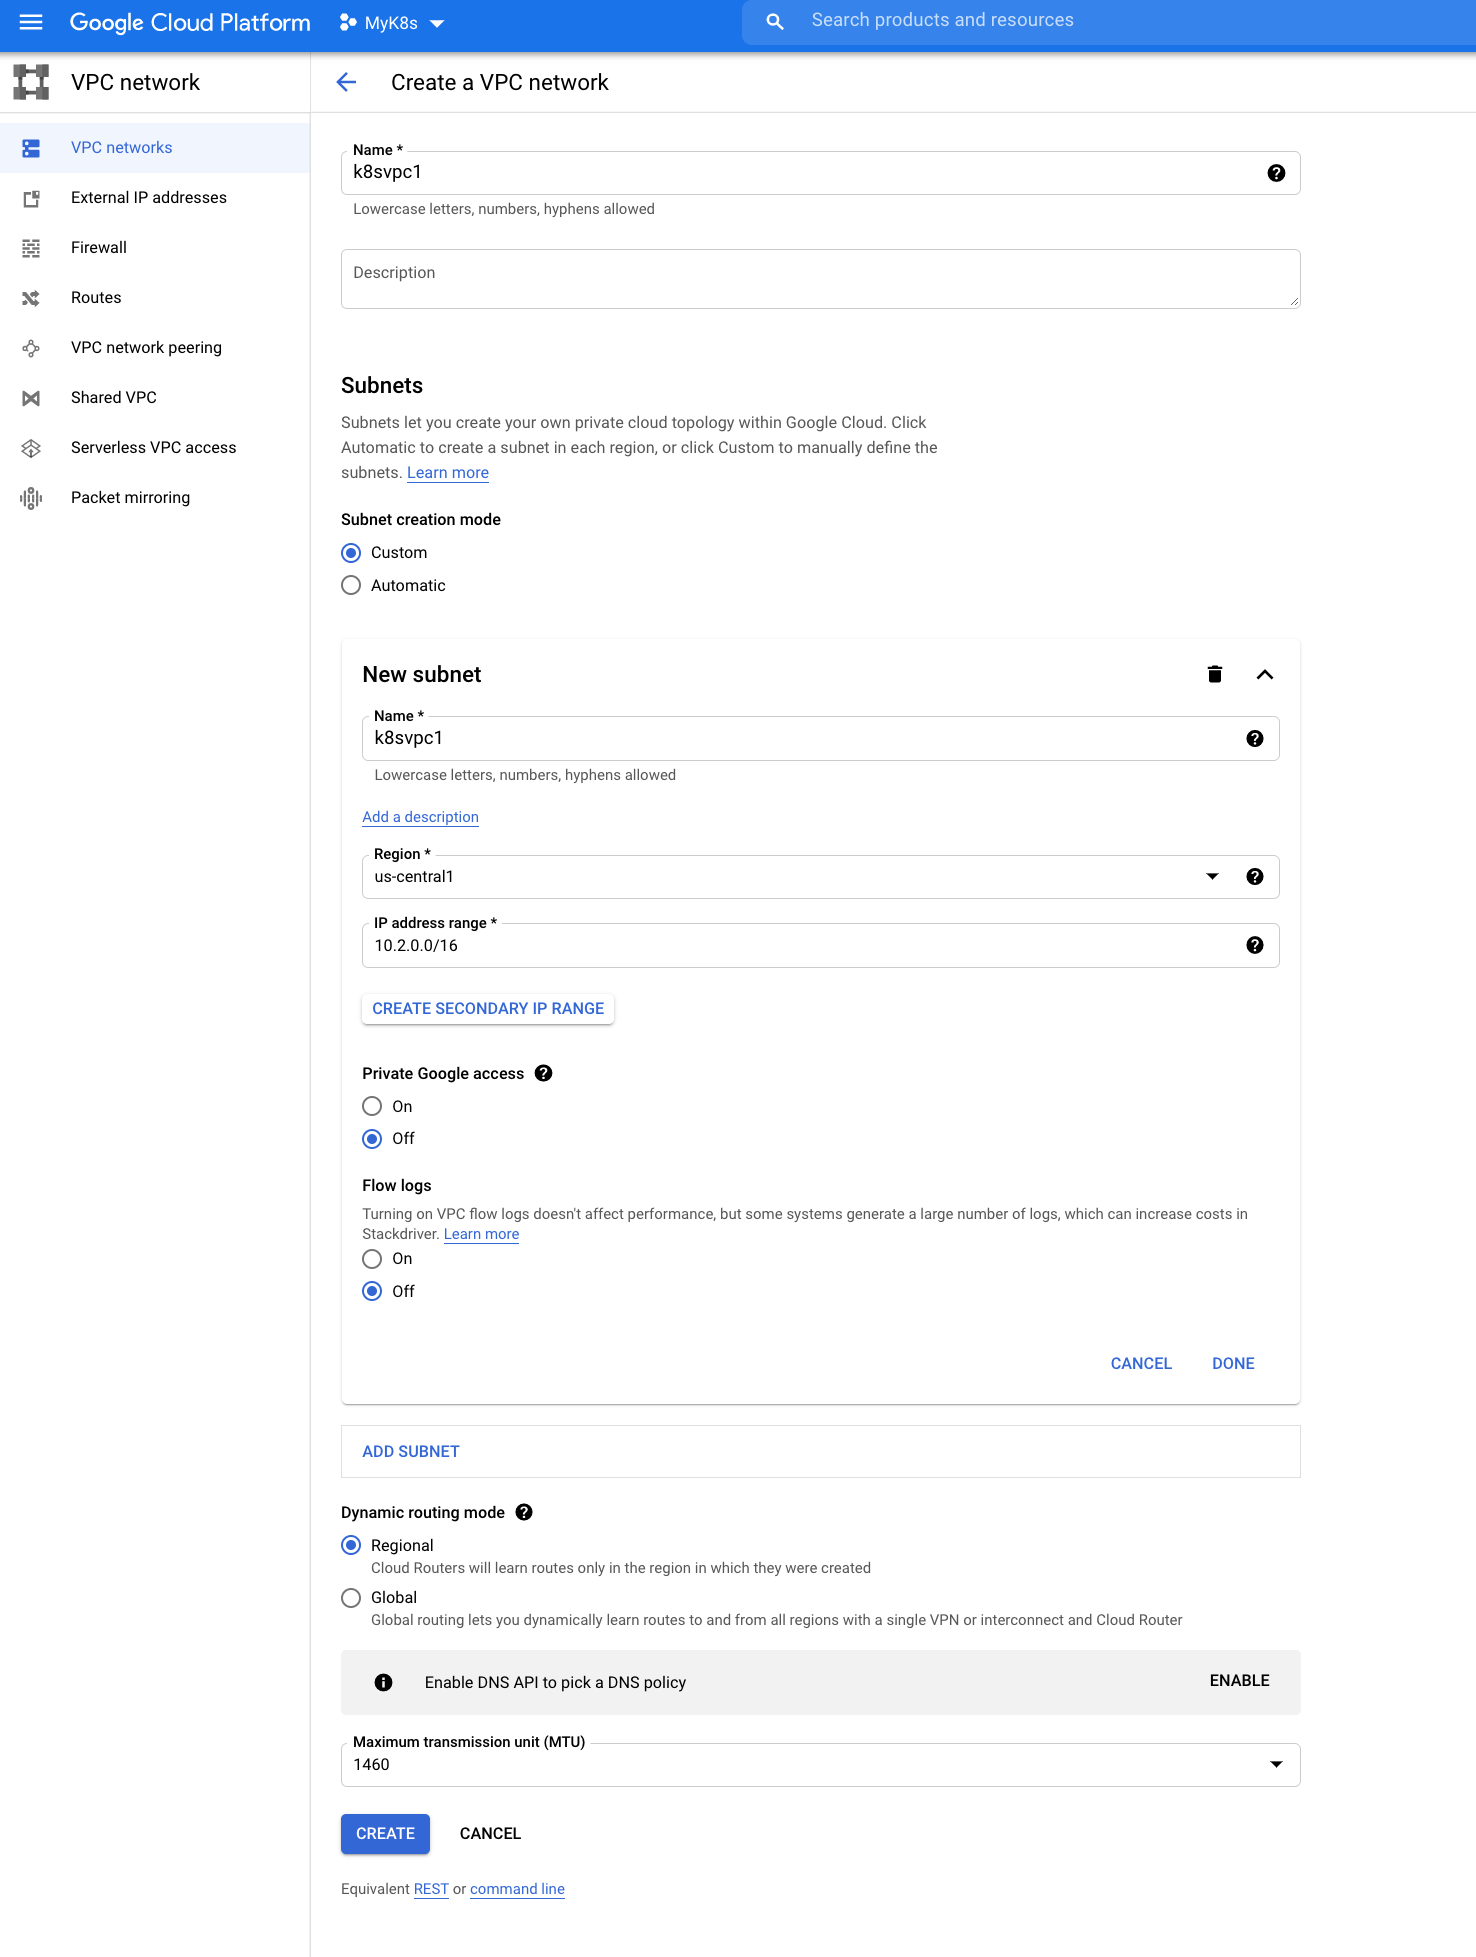 Google Cloud Platform
MyK8s
Search products and resources
VPC network
Create a VPC network
VPC networks
External IP addresses
Firewall
Routes
VPC network peering
Shared VPC
Serverless VPC access
Packet mirroring
Name *
k8svpc1
Lowercase letters, numbers, hyphens allowed
Description
Subnets
Subnets let you create your own private cloud topology within Google Cloud. Click
Automatic to create a subnet in each region, or click Custom to manually define the
subnets. Learn more
Subnet creation mode
Custom
Automatic
New subnet
Name *
k8svpc1
Lowercase letters, numbers, hyphens allowed
Add a description
Region *
us-central1
IP address range *
10.2.0.0/16
CREATE SECONDARY IP RANGE
Private Google access
On
Off
Flow logs
Turning on VPC flow logs doesn't affect performance, but some systems generate a large number of logs, which can increase costs in
Stackdriver. Learn more
On
Off
CANCEL
DONE
ADD SUBNET
Dynamic routing mode
Regional
Cloud Routers will learn routes only in the region in which they were created
Global
Global routing lets you dynamically learn routes to and from all regions with a single VPN or interconnect and Cloud Router
Enable DNS API to pick a DNS policy
ENABLE
Maximum transmission unit (MTU)
1460
CREATE
CANCEL
Equivalent REST or command line